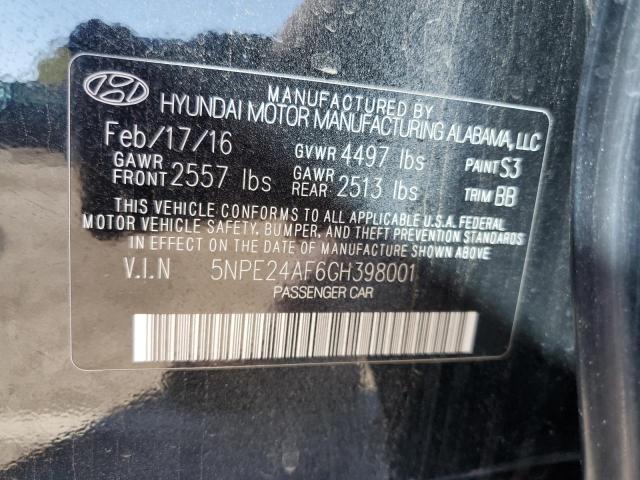 MANUFACTURED BY
HYUNDAI MOTOR MANUFACTURING ALABAMA, LLC
Feb/17/16 GVWR 4497 lbs PAINT S3
GAWR FRONT 2557 lbs GAWR REAR 2513 lbs TRIM BB
THIS VEHICLE CONFORMS TO ALL APPLICABLE U.S.A. FEDERAL
MOTOR VEHICLE SAFETY, BUMPER, AND THEFT PREVENTION STANDARDS
IN EFFECT ON THE DATE OF MANUFACTURE SHOWN ABOVE.
V.I.N 5NPE24AF6GH398001
PASSENGER CAR